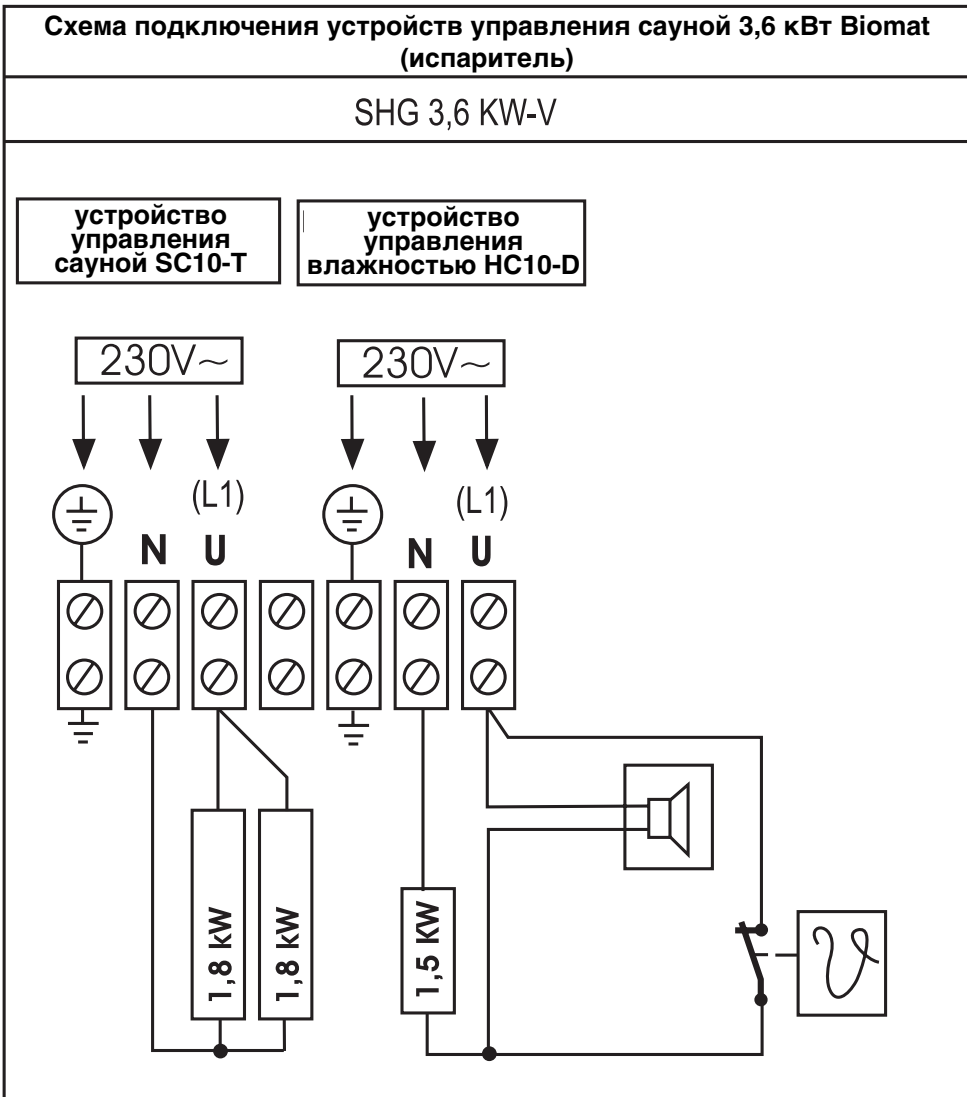 Схема подключения устройств управления сауной 3,6 кВт Biomat
(испаритель)
SHG 3,6 KW-V
устройство
управления
сауной SC10-T
устройство
управления
влажностью HC10-D
230V~
230V~
(L1)
(L1)
N U
N U
1,8 kW
1,8 kW
1,5 KW
ϑ